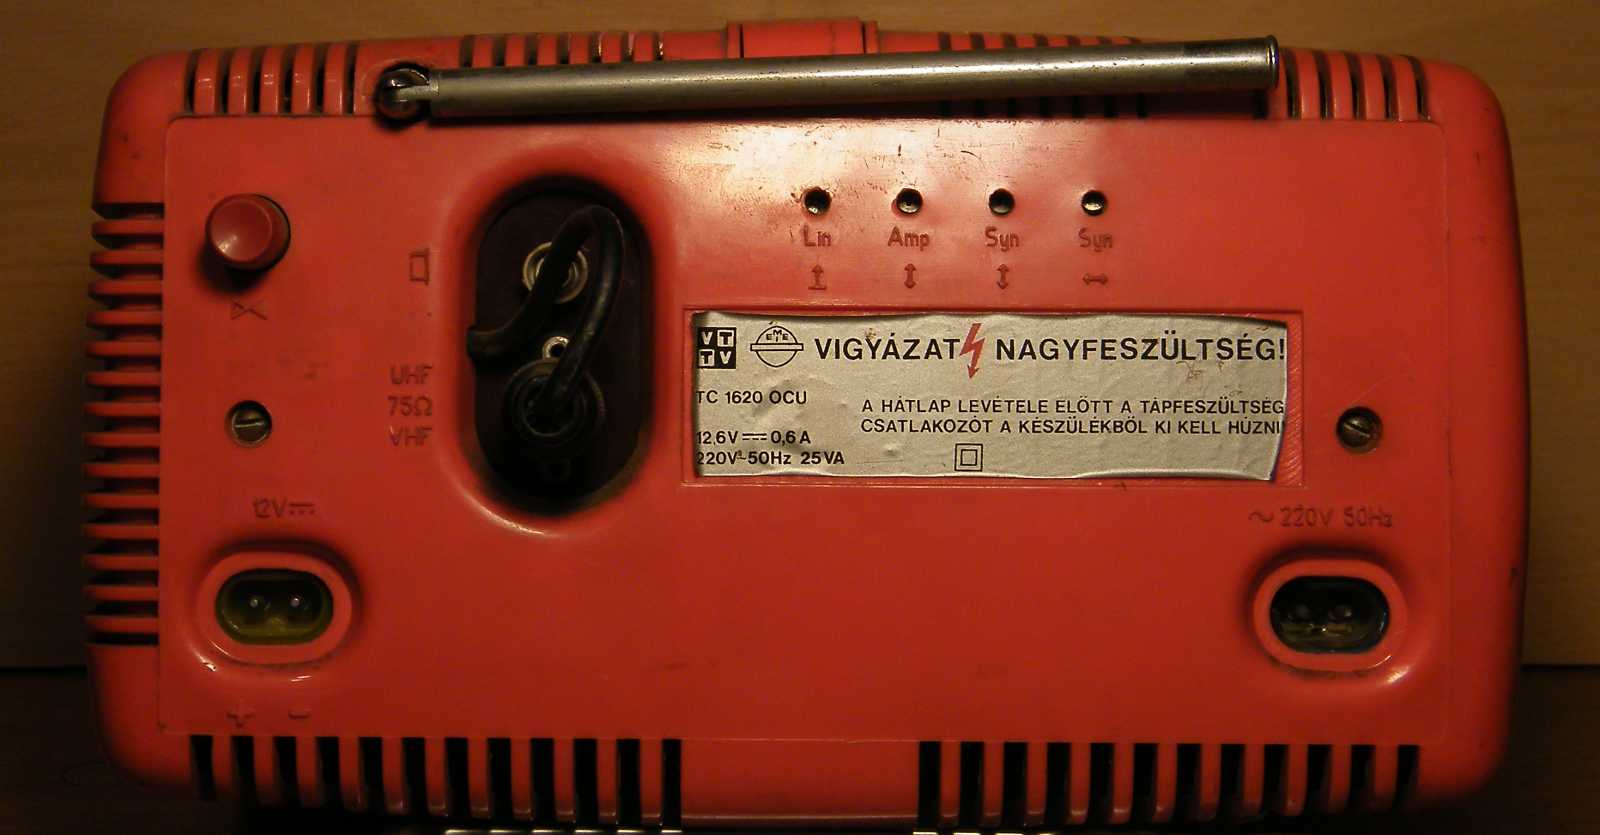 Lin Amp Syn Syn
VT
TV
MEEI
VIGYÁZAT NAGYFESZÜLTSÉG!
TC 1620 OCU
A HÁTLAP LEVÉTELE ELŐTT A TÁPFESZÜLTSÉG
CSATLAKOZÓT A KÉSZÜLÉKBŐL KI KELL HÚZNI!
12,6V 0,6 A
220V~50Hz 25VA
UHF
75Ω
VHF
12V
~ 220V 50Hz
+ -